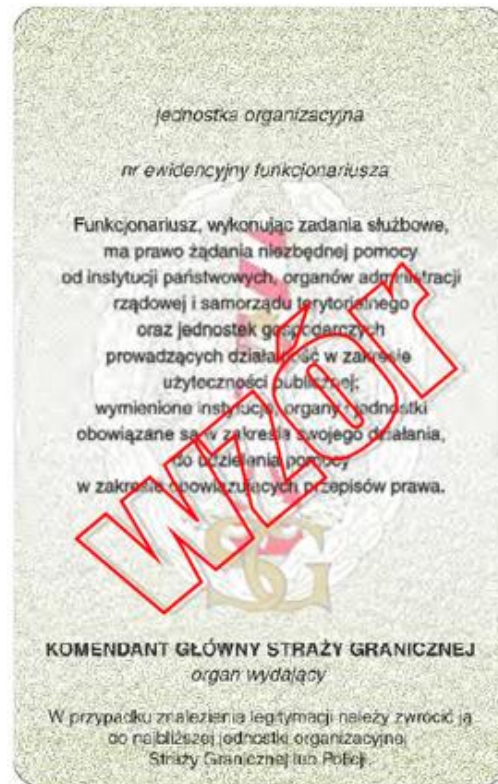 jednostka organizacyjna
nr ewidencyjny funkcjonariusza
Funkcjonariusz, wykonując zadania służbowe,
ma prawo żądania niezbędnej pomocy
od instytucji państwowych, organów administracji
rządowej i samorządu terytorialnego
oraz jednostek gospodarczych
prowadzących działalność w zakresie
użyteczności publicznej;
wymienione instytucje, organy i jednostki
obowiązane są w zakresie swojego działania,
do udzielenia pomocy
w zakresie obowiązujących przepisów prawa.
wzór
SG
KOMENDANT GŁÓWNY STRAŻY GRANICZNEJ
organ wydający
W przypadku znalezienia legitymacji należy zwrócić ją
do najbliższej jednostki organizacyjnej
Straży Granicznej lub Policji.